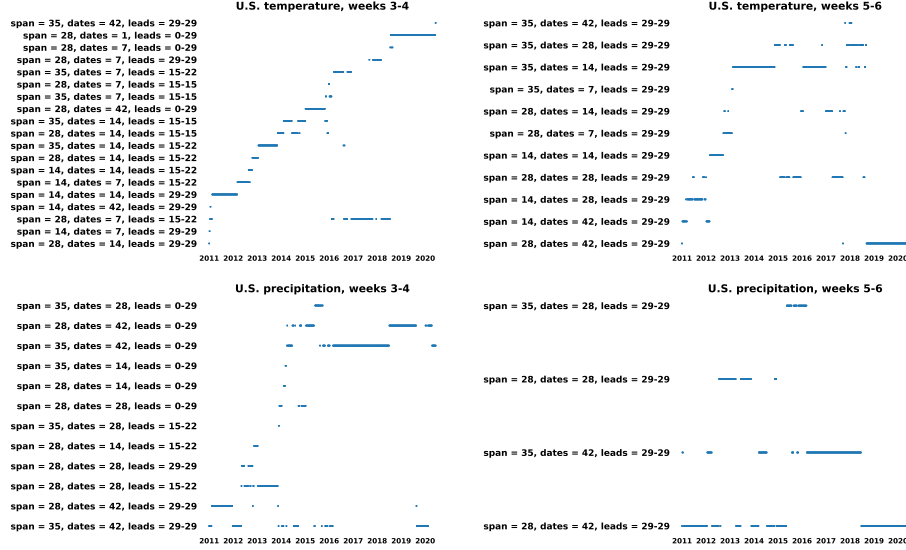 U.S. temperature, weeks 3-4
span = 35, dates = 42, leads = 29-29
span = 28, dates = 1, leads = 0-29
span = 28, dates = 7, leads = 0-29
span = 28, dates = 7, leads = 29-29
span = 35, dates = 7, leads = 15-22
span = 28, dates = 7, leads = 15-15
span = 35, dates = 7, leads = 15-15
span = 28, dates = 42, leads = 0-29
span = 35, dates = 14, leads = 15-15
span = 28, dates = 14, leads = 15-15
span = 35, dates = 14, leads = 15-22
span = 28, dates = 14, leads = 15-22
span = 14, dates = 14, leads = 15-22
span = 14, dates = 7, leads = 15-22
span = 14, dates = 14, leads = 29-29
span = 14, dates = 42, leads = 29-29
span = 28, dates = 7, leads = 15-22
span = 14, dates = 7, leads = 29-29
span = 28, dates = 14, leads = 29-29
2011 2012 2013 2014 2015 2016 2017 2018 2019 2020
U.S. temperature, weeks 5-6
span = 35, dates = 42, leads = 29-29
span = 35, dates = 28, leads = 29-29
span = 35, dates = 14, leads = 29-29
span = 35, dates = 7, leads = 29-29
span = 28, dates = 14, leads = 29-29
span = 28, dates = 7, leads = 29-29
span = 14, dates = 14, leads = 29-29
span = 28, dates = 28, leads = 29-29
span = 14, dates = 28, leads = 29-29
span = 14, dates = 42, leads = 29-29
span = 28, dates = 42, leads = 29-29
2011 2012 2013 2014 2015 2016 2017 2018 2019 2020
U.S. precipitation, weeks 3-4
span = 35, dates = 28, leads = 0-29
span = 28, dates = 42, leads = 0-29
span = 35, dates = 42, leads = 0-29
span = 35, dates = 14, leads = 0-29
span = 28, dates = 14, leads = 0-29
span = 28, dates = 28, leads = 0-29
span = 35, dates = 28, leads = 15-22
span = 28, dates = 14, leads = 15-22
span = 28, dates = 28, leads = 29-29
span = 28, dates = 28, leads = 15-22
span = 28, dates = 42, leads = 29-29
span = 35, dates = 42, leads = 29-29
2011 2012 2013 2014 2015 2016 2017 2018 2019 2020
U.S. precipitation, weeks 5-6
span = 35, dates = 28, leads = 29-29
span = 28, dates = 28, leads = 29-29
span = 35, dates = 42, leads = 29-29
span = 28, dates = 42, leads = 29-29
2011 2012 2013 2014 2015 2016 2017 2018 2019 2020